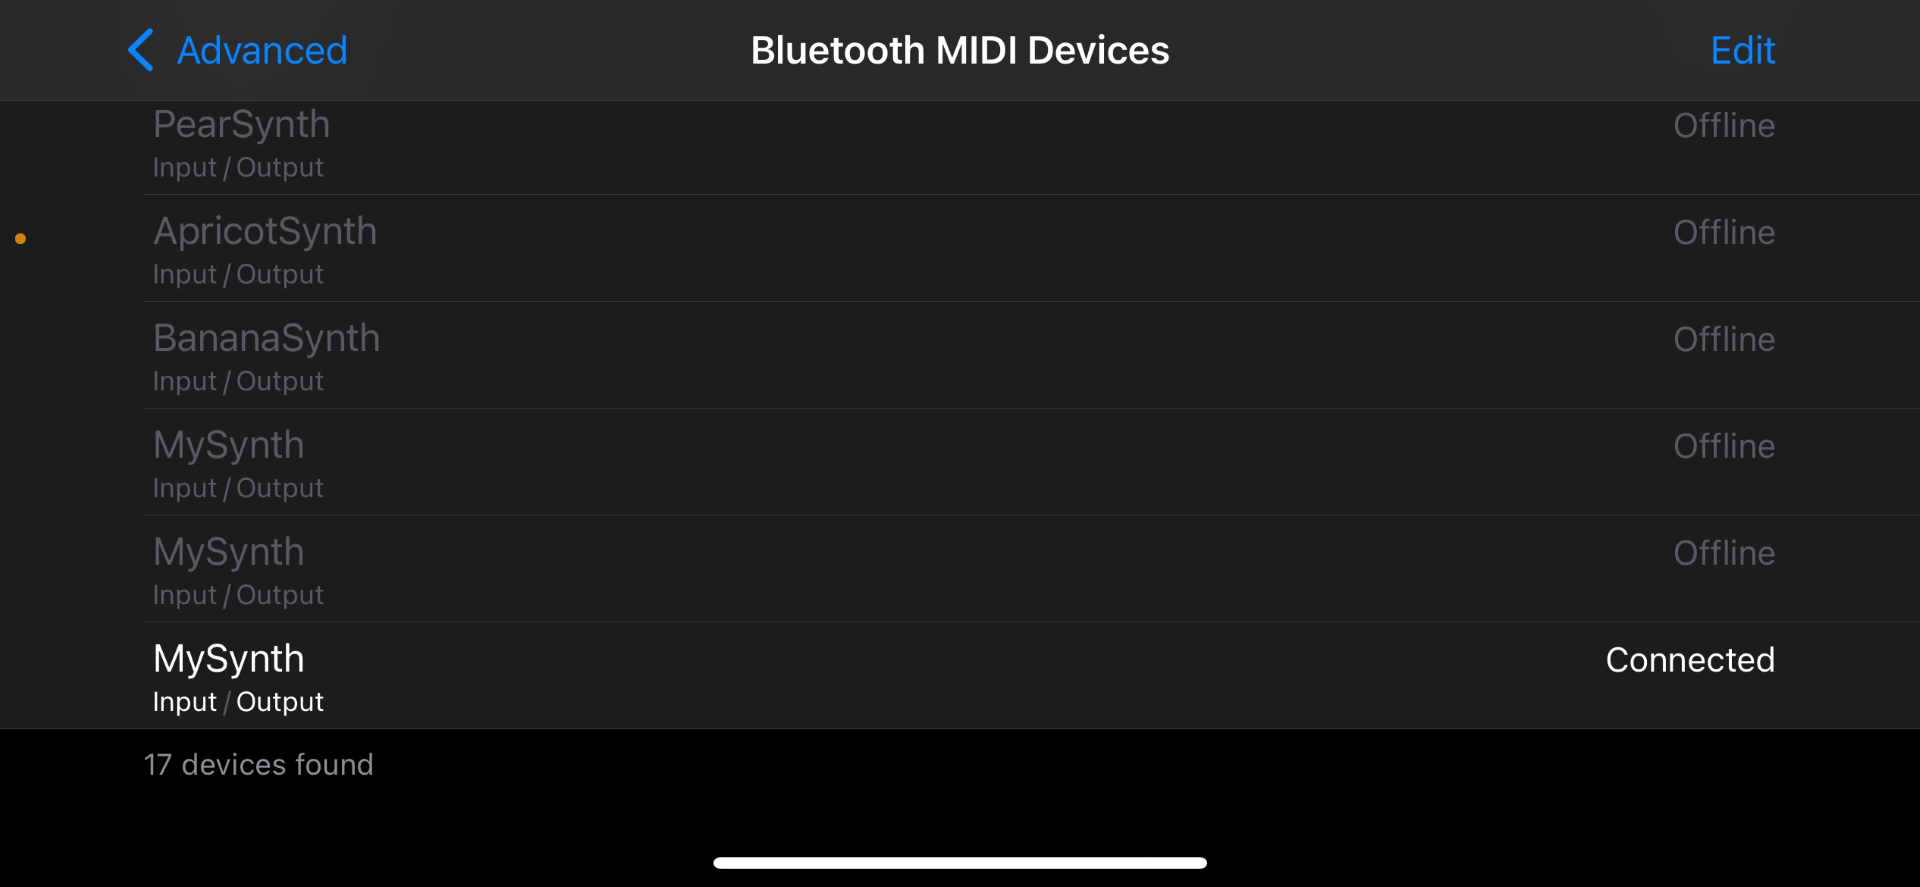 Advanced
Bluetooth MIDI Devices
Edit
PearSynth
Offline
Input / Output
ApricotSynth
Offline
Input / Output
BananaSynth
Offline
Input / Output
MySynth
Offline
Input / Output
MySynth
Offline
Input / Output
MySynth
Connected
Input / Output
17 devices found